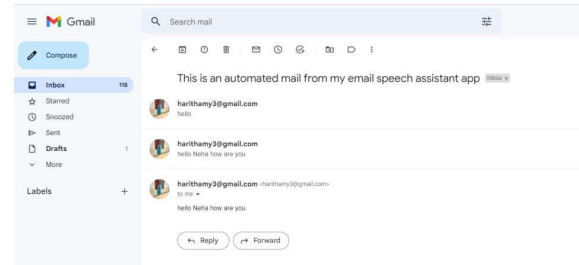 Gmail
Search mail
Compose
Inbox 118
Starred
Snoozed
Sent
Drafts 1
More
Labels
This is an automated mail from my email speech assistant app Inbox x
harithamy3@gmail.com
hello
harithamy3@gmail.com
hello Neha how are you
harithamy3@gmail.com <harithamy3@gmail.com>
to me
hello Neha how are you
Reply Forward